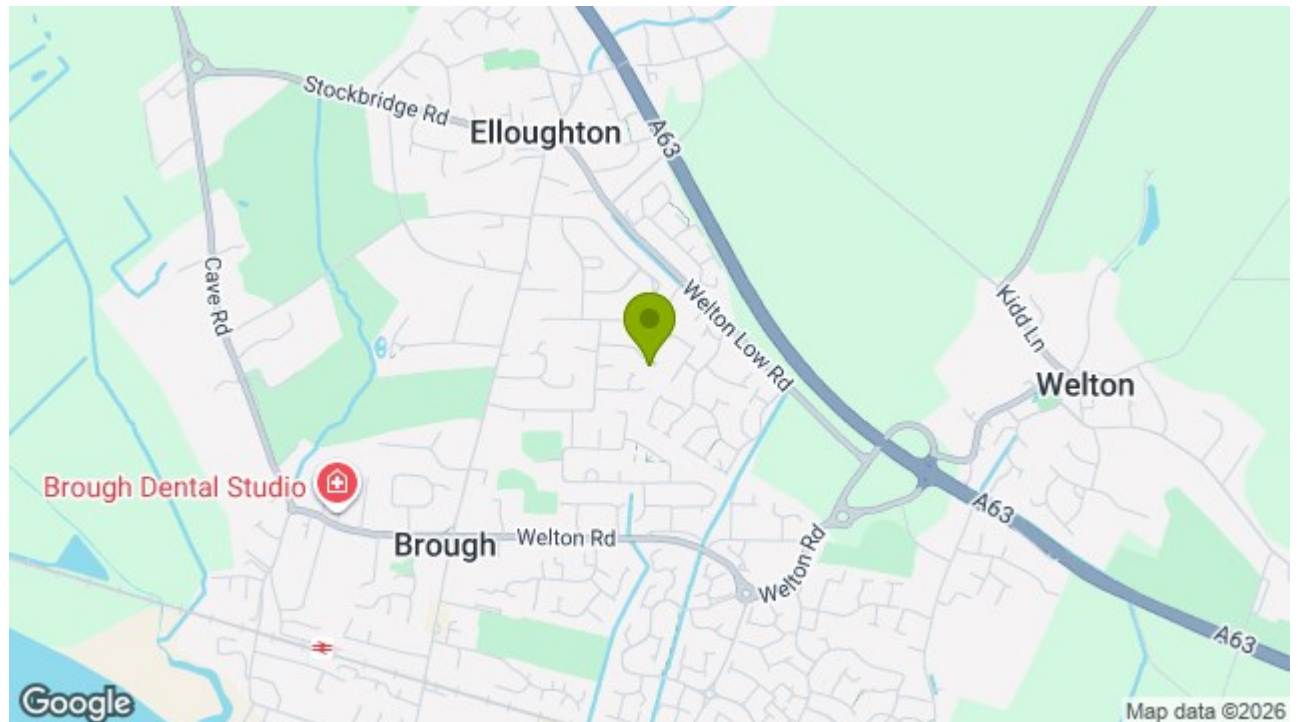 Stockbridge Rd
Elloughton
A63
Cave Rd
Welton Low Rd
Kidd Ln
Welton
Brough Dental Studio
A63
Brough
Welton Rd
Welton Rd
A63
Google
Map data ©2026